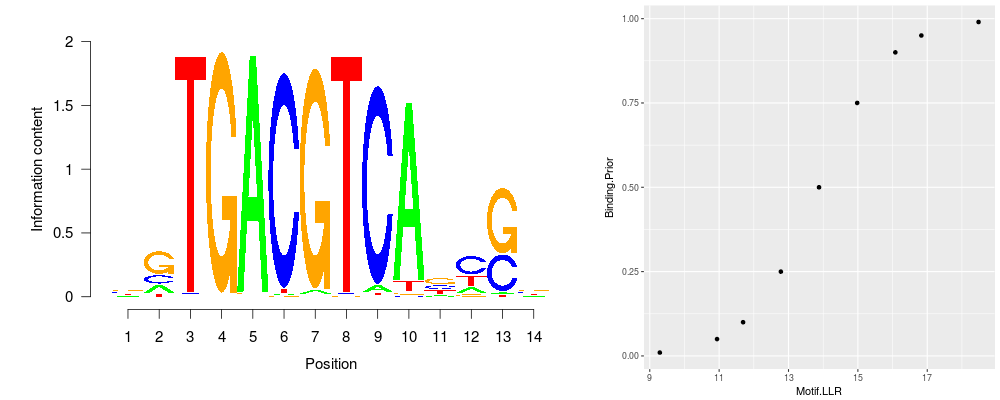 Information content
2
1.5
1
0.5
0
TGACGTCA
G
C
A
C
T
G
C
1 2 3 4 5 6 7 8 9 10 11 12 13 14
Position
Binding.Prior
1.00
0.75
0.50
0.25
0.00
9 11 13 15 17
Motif.LLR